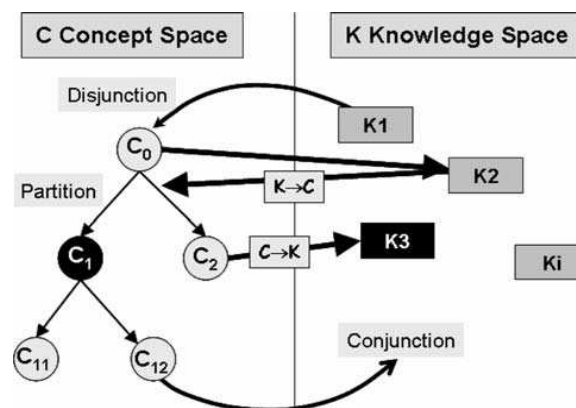 C Concept Space
K Knowledge Space
Disjunction
K1
C0
K2
Partition
K→C
C1
C2
C→K
K3
Ki
C11
C12
Conjunction